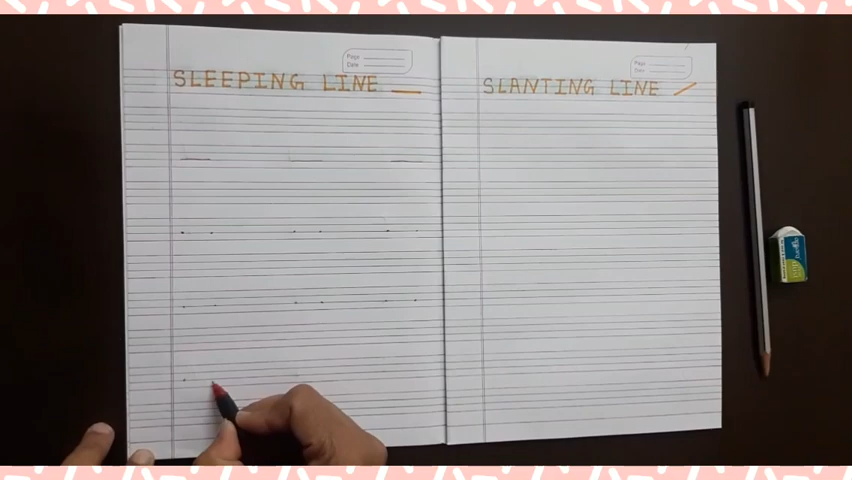 Page
Date
SLEEPING LINE
Page
Date
SLANTING LINE